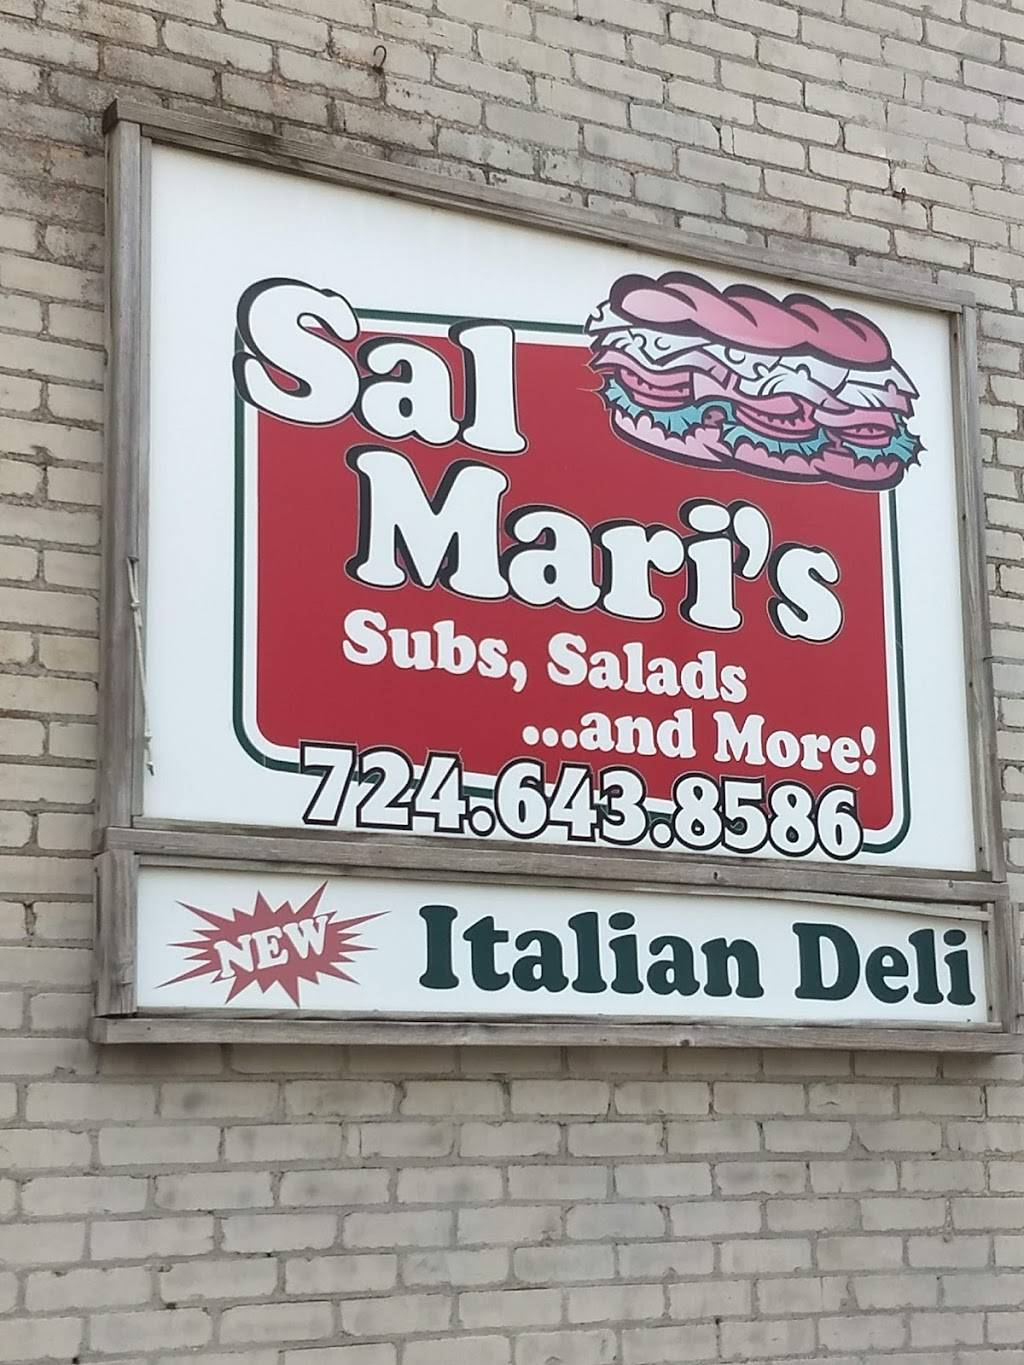 Sal
Mari's
Subs, Salads
...and More!
724.643.8586
NEW
Italian Deli